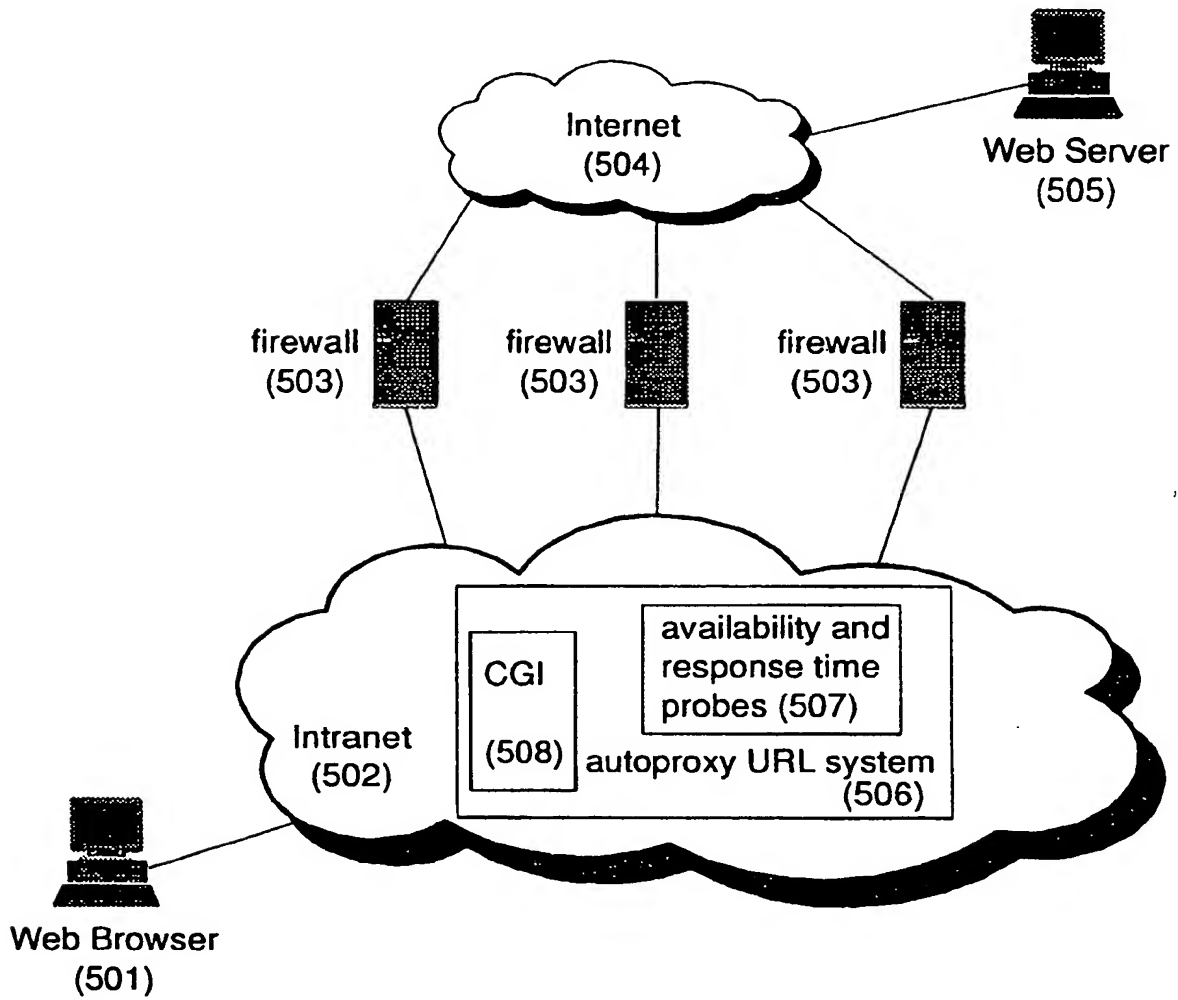 Internet
(504)
Web Server
(505)
firewall
(503)
firewall
(503)
firewall
(503)
availability and
response time
probes (507)
CGI
(508)
autoproxy URL system
(506)
Intranet
(502)
Web Browser
(501)